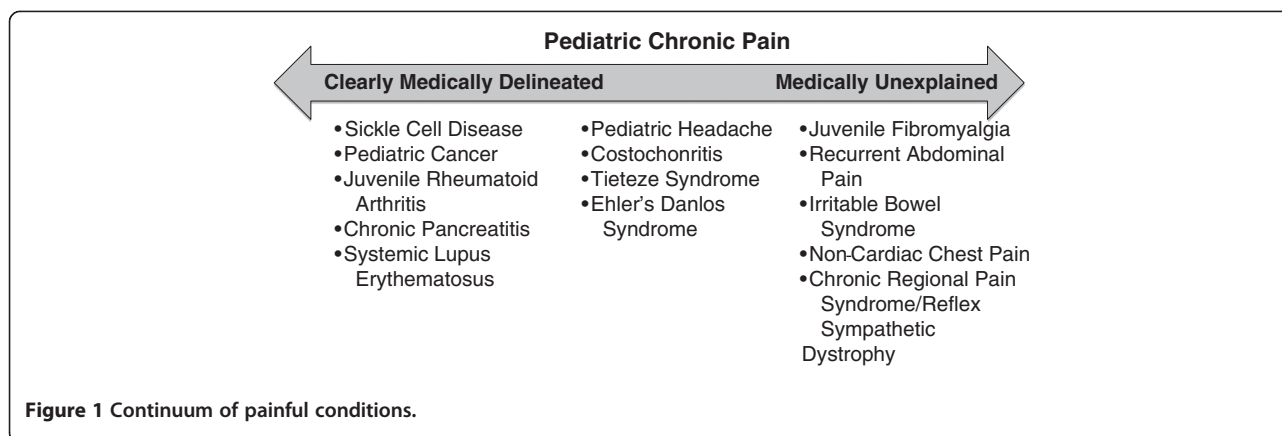 Pediatric Chronic Pain
Clearly Medically Delineated
Medically Unexplained
•Sickle Cell Disease
•Pediatric Cancer
•Juvenile Rheumatoid
Arthritis
•Chronic Pancreatitis
•Systemic Lupus
Erythematosus
•Pediatric Headache
•Costochonritis
•Tieteze Syndrome
•Ehler's Danlos
Syndrome
•Juvenile Fibromyalgia
•Recurrent Abdominal
Pain
•Irritable Bowel
Syndrome
•Non-Cardiac Chest Pain
•Chronic Regional Pain
Syndrome/Reflex
Sympathetic
Dystrophy
Figure 1 Continuum of painful conditions.